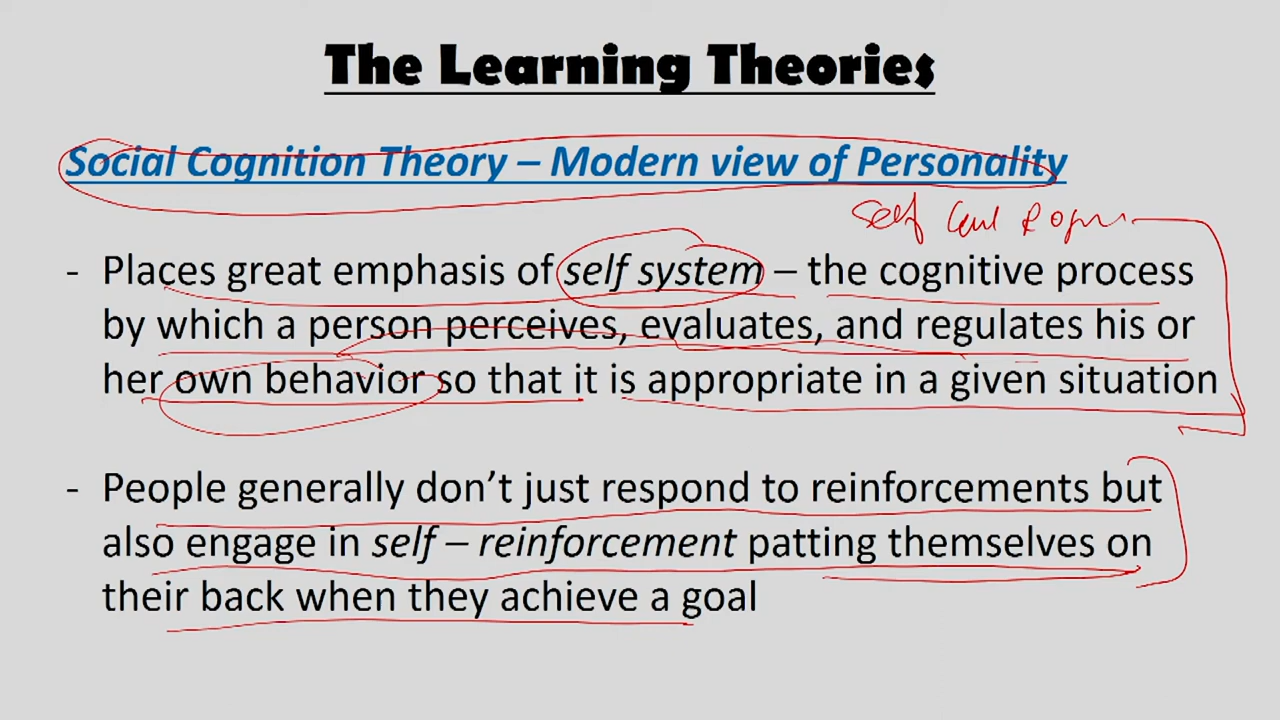 The Learning Theories
Social Cognition Theory – Modern view of Personality
self
- Places great emphasis of self system – the cognitive process
by which a person perceives, evaluates, and regulates his or
her own behavior so that it is appropriate in a given situation
- People generally don't just respond to reinforcements but
also engage in self – reinforcement patting themselves on
their back when they achieve a goal